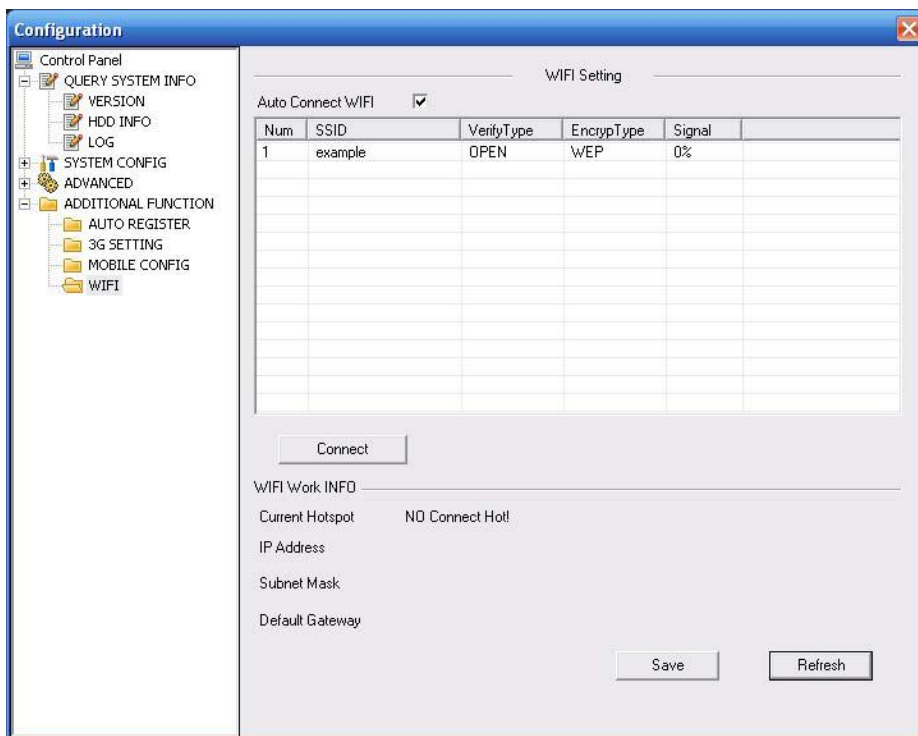 Configuration
Control Panel
QUERY SYSTEM INFO
VERSION
HDD INFO
LOG
SYSTEM CONFIG
ADVANCED
ADDITIONAL FUNCTION
AUTO REGISTER
3G SETTING
MOBILE CONFIG
WIFI
WIFI Setting
Auto Connect WIFI
Num SSID VerifyType EncrypType Signal
1 example OPEN WEP 0%
Connect
WIFI Work INFO
Current Hotspot NO Connect Hot!
IP Address
Subnet Mask
Default Gateway
Save Refresh